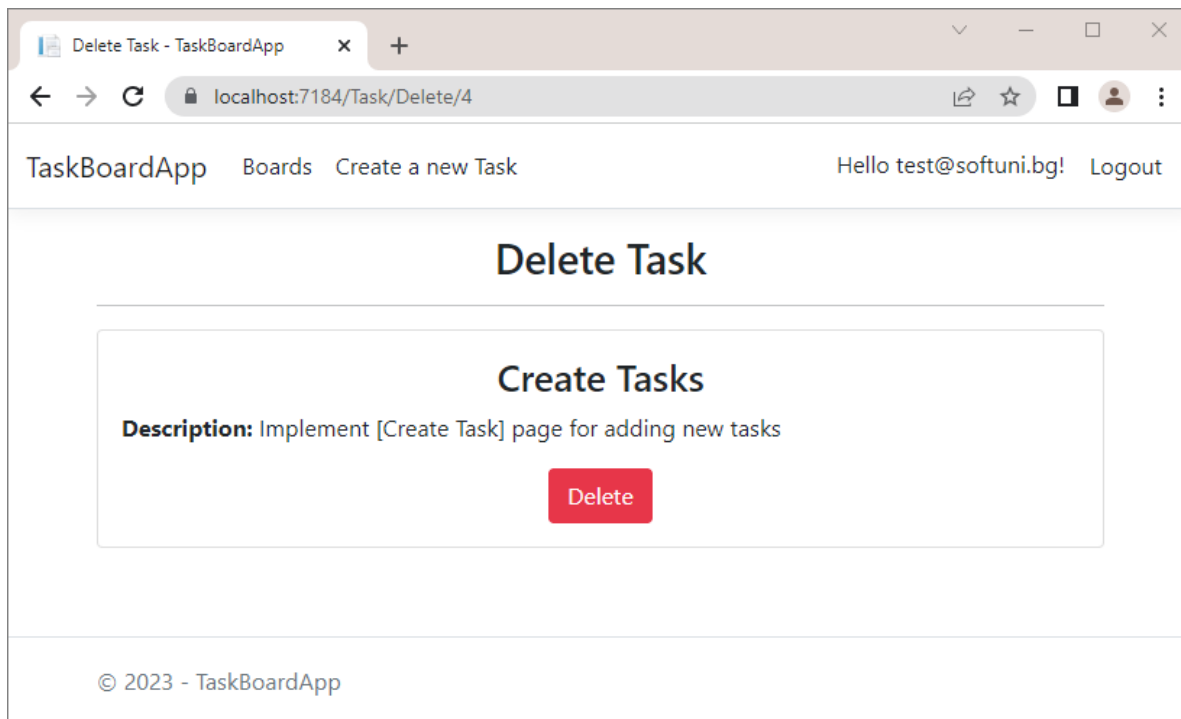 Delete Task - TaskBoardApp
localhost:7184/Task/Delete/4
TaskBoardApp Boards Create a new Task Hello test@softuni.bg! Logout
Delete Task
Create Tasks
Description: Implement [Create Task] page for adding new tasks
Delete
© 2023 - TaskBoardApp